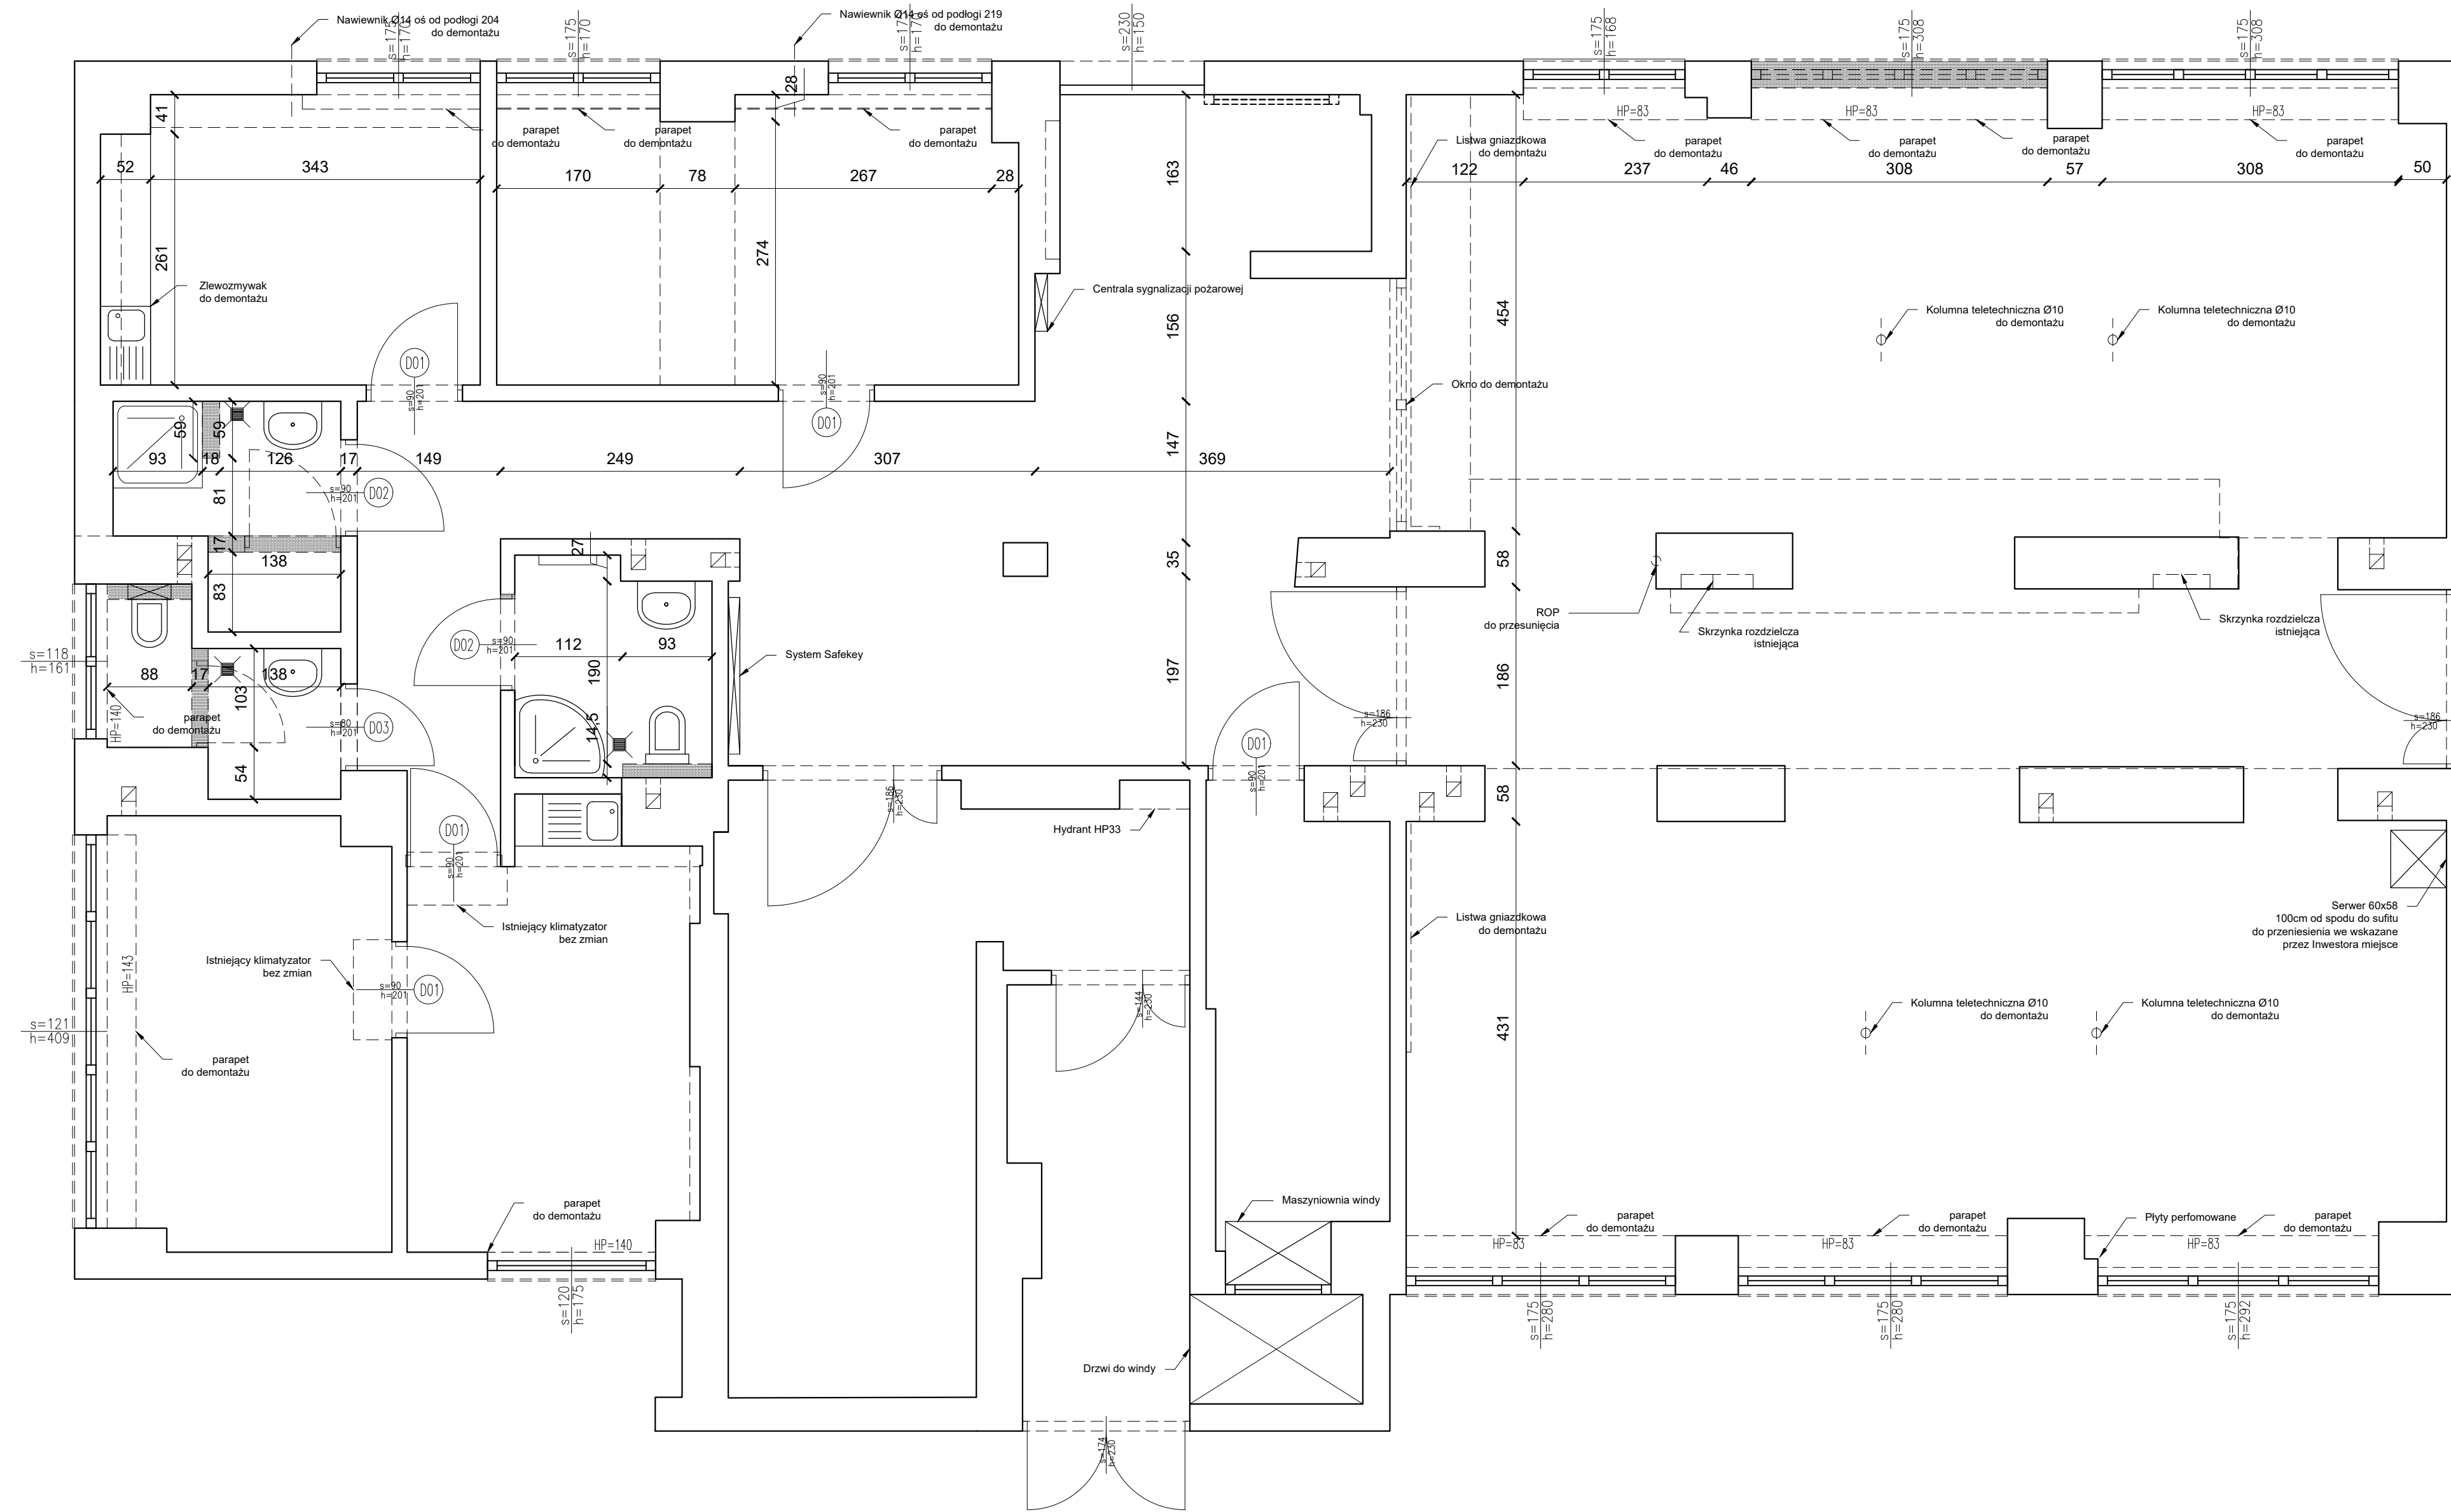 Nawiewnik Ø14 oś od podłogi 204
do demontażu
s=175
h=170
s=175
h=170
Nawiewnik Ø14 oś od podłogi 219
do demontażu
s=175
h=170
s=230
h=150
s=175
h=168
s=175
h=308
s=175
h=308
41
28
parapet
do demontażu
parapet
do demontażu
parapet
do demontażu
Listwa gniazdkowa
do demontażu
HP=83
parapet
do demontażu
HP=83
parapet
do demontażu
parapet
do demontażu
HP=83
parapet
do demontażu
52
343
170
78
267
28
163
122
237
46
308
57
308
50
261
274
Zlewozmywak
do demontażu
Centrala sygnalizacji pożarowej
156
454
Kolumna teletechniczna Ø10
do demontażu
Kolumna teletechniczna Ø10
do demontażu
D01
s=90
h=201
s=90
h=201
D01
Okno do demontażu
59
59
147
93
18
126
17
149
249
307
369
81
s=90
h=201
D02
17
138
83
27
35
58
ROP
do przesunięcia
Skrzynka rozdzielcza
istniejąca
Skrzynka rozdzielcza
istniejąca
s=118
h=161
88
17
138
103
HP=140
parapet
do demontażu
s=80
h=201
D03
54
D02
s=90
h=201
112
93
190
14,5
System Safekey
197
186
s=186
h=230
s=186
h=230
D01
s=90
h=201
s=186
h=230
58
Hydrant HP33
D01
s=90
h=201
Istniejący klimatyzator
bez zmian
Istniejący klimatyzator
bez zmian
s=90
h=201
D01
HP=143
s=121
h=409
parapet
do demontażu
s=144
h=230
Listwa gniazdkowa
do demontażu
Serwer 60x58
100cm od spodu do sufitu
do przeniesienia we wskazane
przez Inwestora miejsce
431
Kolumna teletechniczna Ø10
do demontażu
Kolumna teletechniczna Ø10
do demontażu
parapet
do demontażu
HP=140
s=120
h=175
Maszyniownia windy
parapet
do demontażu
HP=83
parapet
do demontażu
HP=83
Płyty perfomowane
parapet
do demontażu
HP=83
s=175
h=280
s=175
h=280
s=175
h=292
Drzwi do windy
s=174
h=230